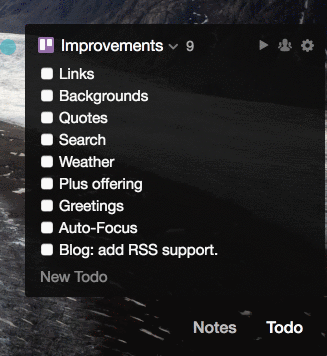 Improvements 9
Links
Backgrounds
Quotes
Search
Weather
Plus offering
Greetings
Auto-Focus
Blog: add RSS support.
New Todo
Notes Todo